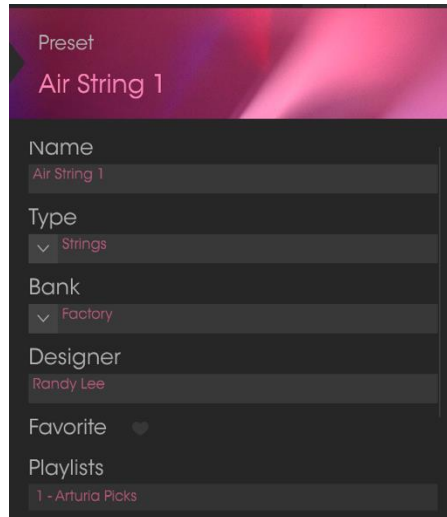 Preset
Air String 1
Name
Air String 1
Type
Strings
Bank
Factory
Designer
Randy Lee
Favorite
Playlists
1 - Arturia Picks